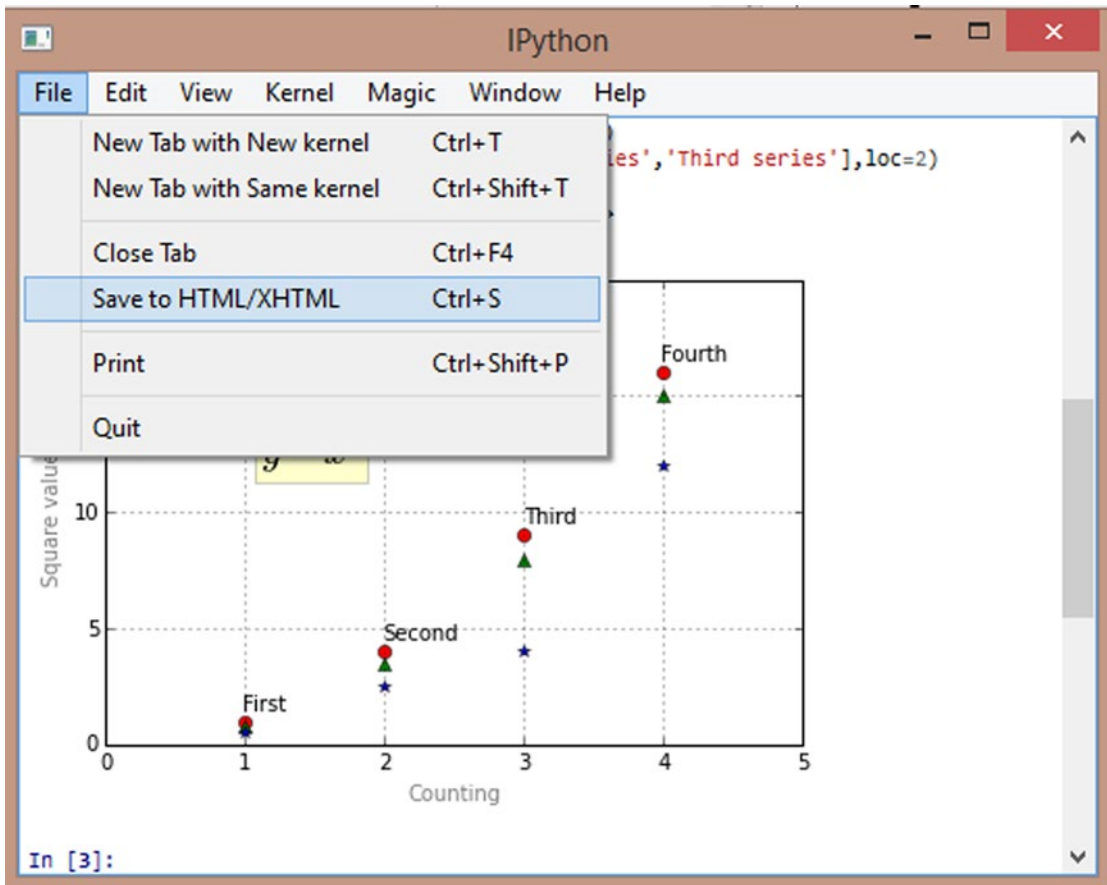 IPython
File Edit View Kernel Magic Window Help
New Tab with New kernel Ctrl+T
New Tab with Same kernel Ctrl+Shift+T
Close Tab Ctrl+F4
Save to HTML/XHTML Ctrl+S
Print Ctrl+Shift+P
Quit
ies','Third series'],loc=2)
Fourth
Third
Second
First
10
5
0
Square value
0 1 2 3 4 5
Counting
In [3]: